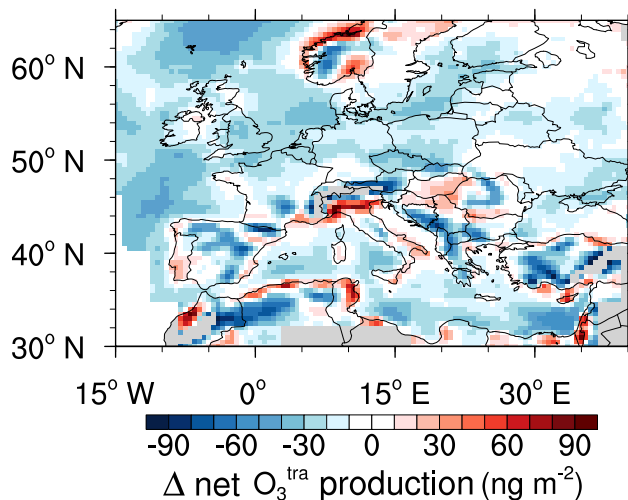 60° N
50° N
40° N
30° N
15° W 0° 15° E 30° E
-90 -60 -30 0 30 60 90
Δ net O₃ᵗʳᵃ production (ng m⁻²)